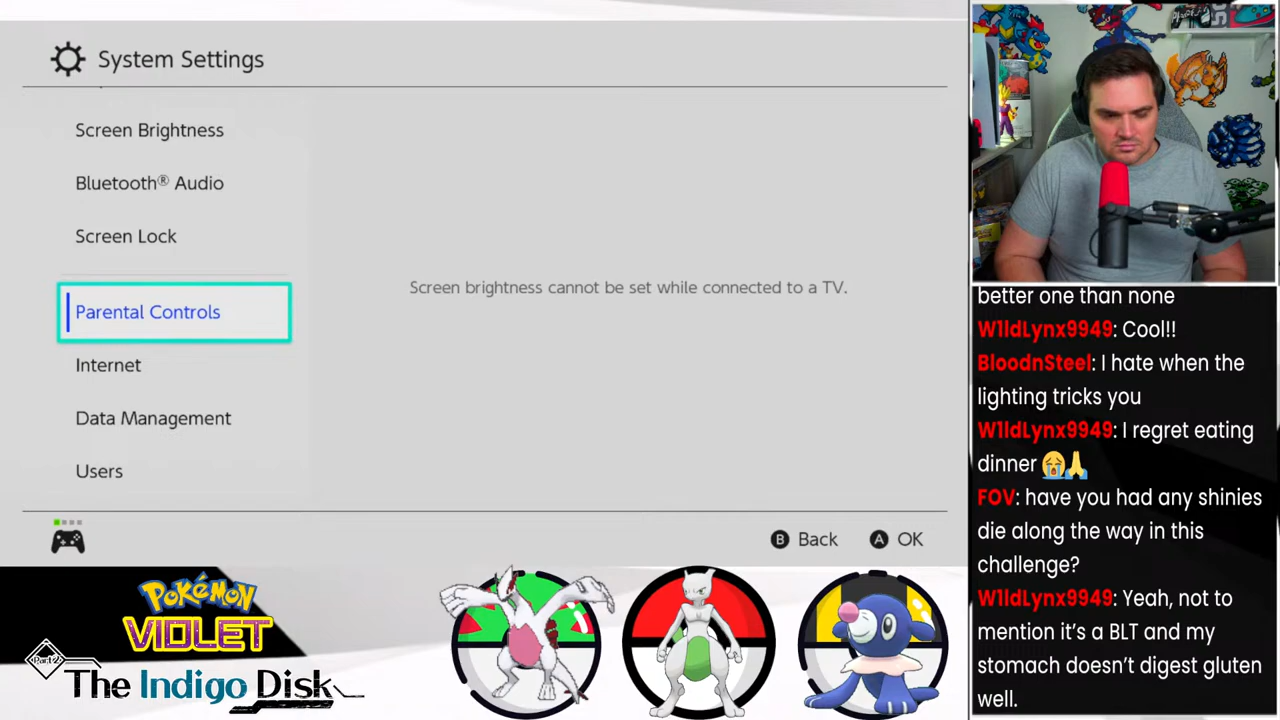 System Settings
Screen Brightness
Bluetooth® Audio
Screen Lock
Parental Controls
Internet
Data Management
Users
Screen brightness cannot be set while connected to a TV.
B Back
A OK
better one than none
W1ldLynx9949: Cool!!
BloodnSteel: I hate when the
lighting tricks you
W1ldLynx9949: I regret eating
dinner 😭🙏
FOV: have you had any shinies
die along the way in this
challenge?
W1ldLynx9949: Yeah, not to
mention it’s a BLT and my
stomach doesn’t digest gluten
well.
POKéMON
VIOLET
Part 2
The Indigo Disk